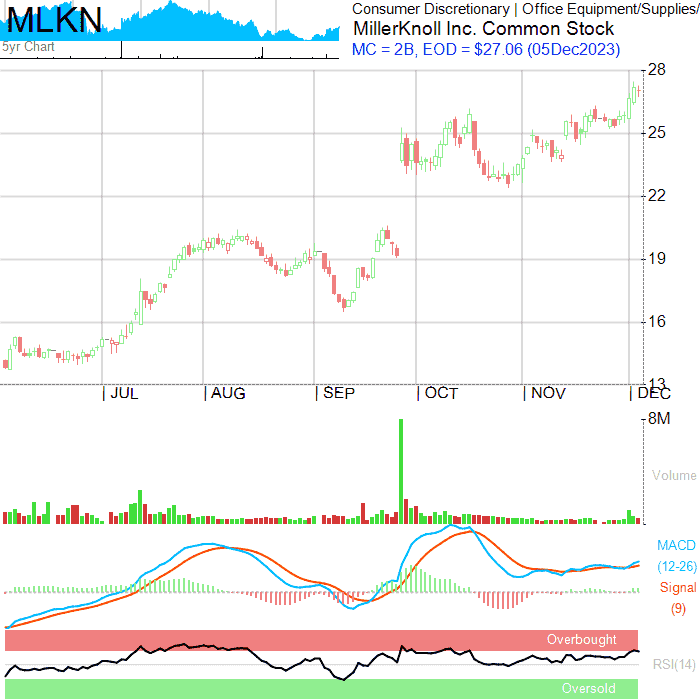 MLKN
5yr Chart
Consumer Discretionary | Office Equipment/Supplies/
MillerKnoll Inc. Common Stock
MC = 2B, EOD = $27.06 (05Dec2023)
28
25
22
19
16
13
| JUL | AUG | SEP | OCT | NOV | DEC
8M
Volume
MACD
(12-26)
Signal
(9)
Overbought
RSI(14)
Oversold